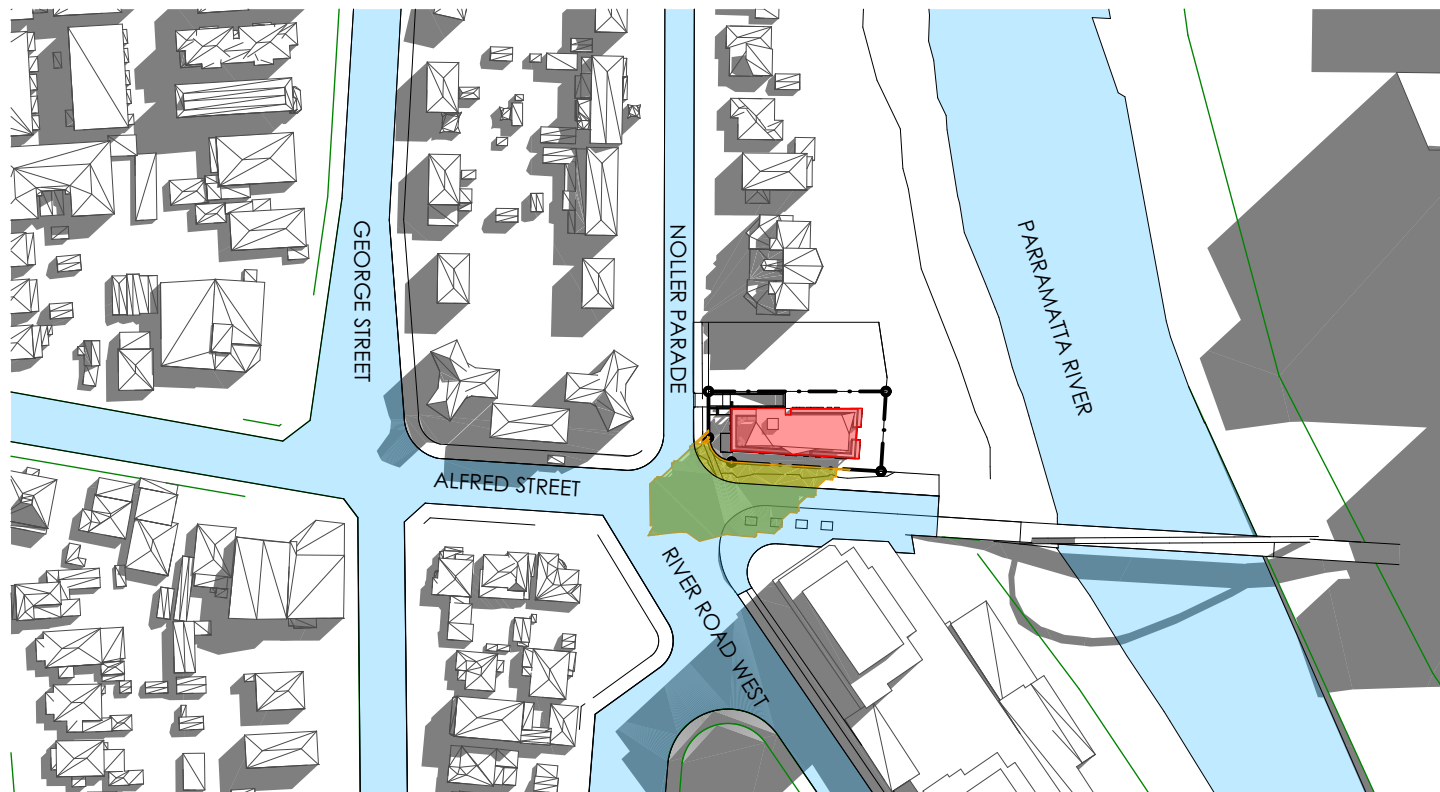 GEORGE STREET
NOLLER PARADE
PARRAMATTA RIVER
ALFRED STREET
RIVER ROAD WEST